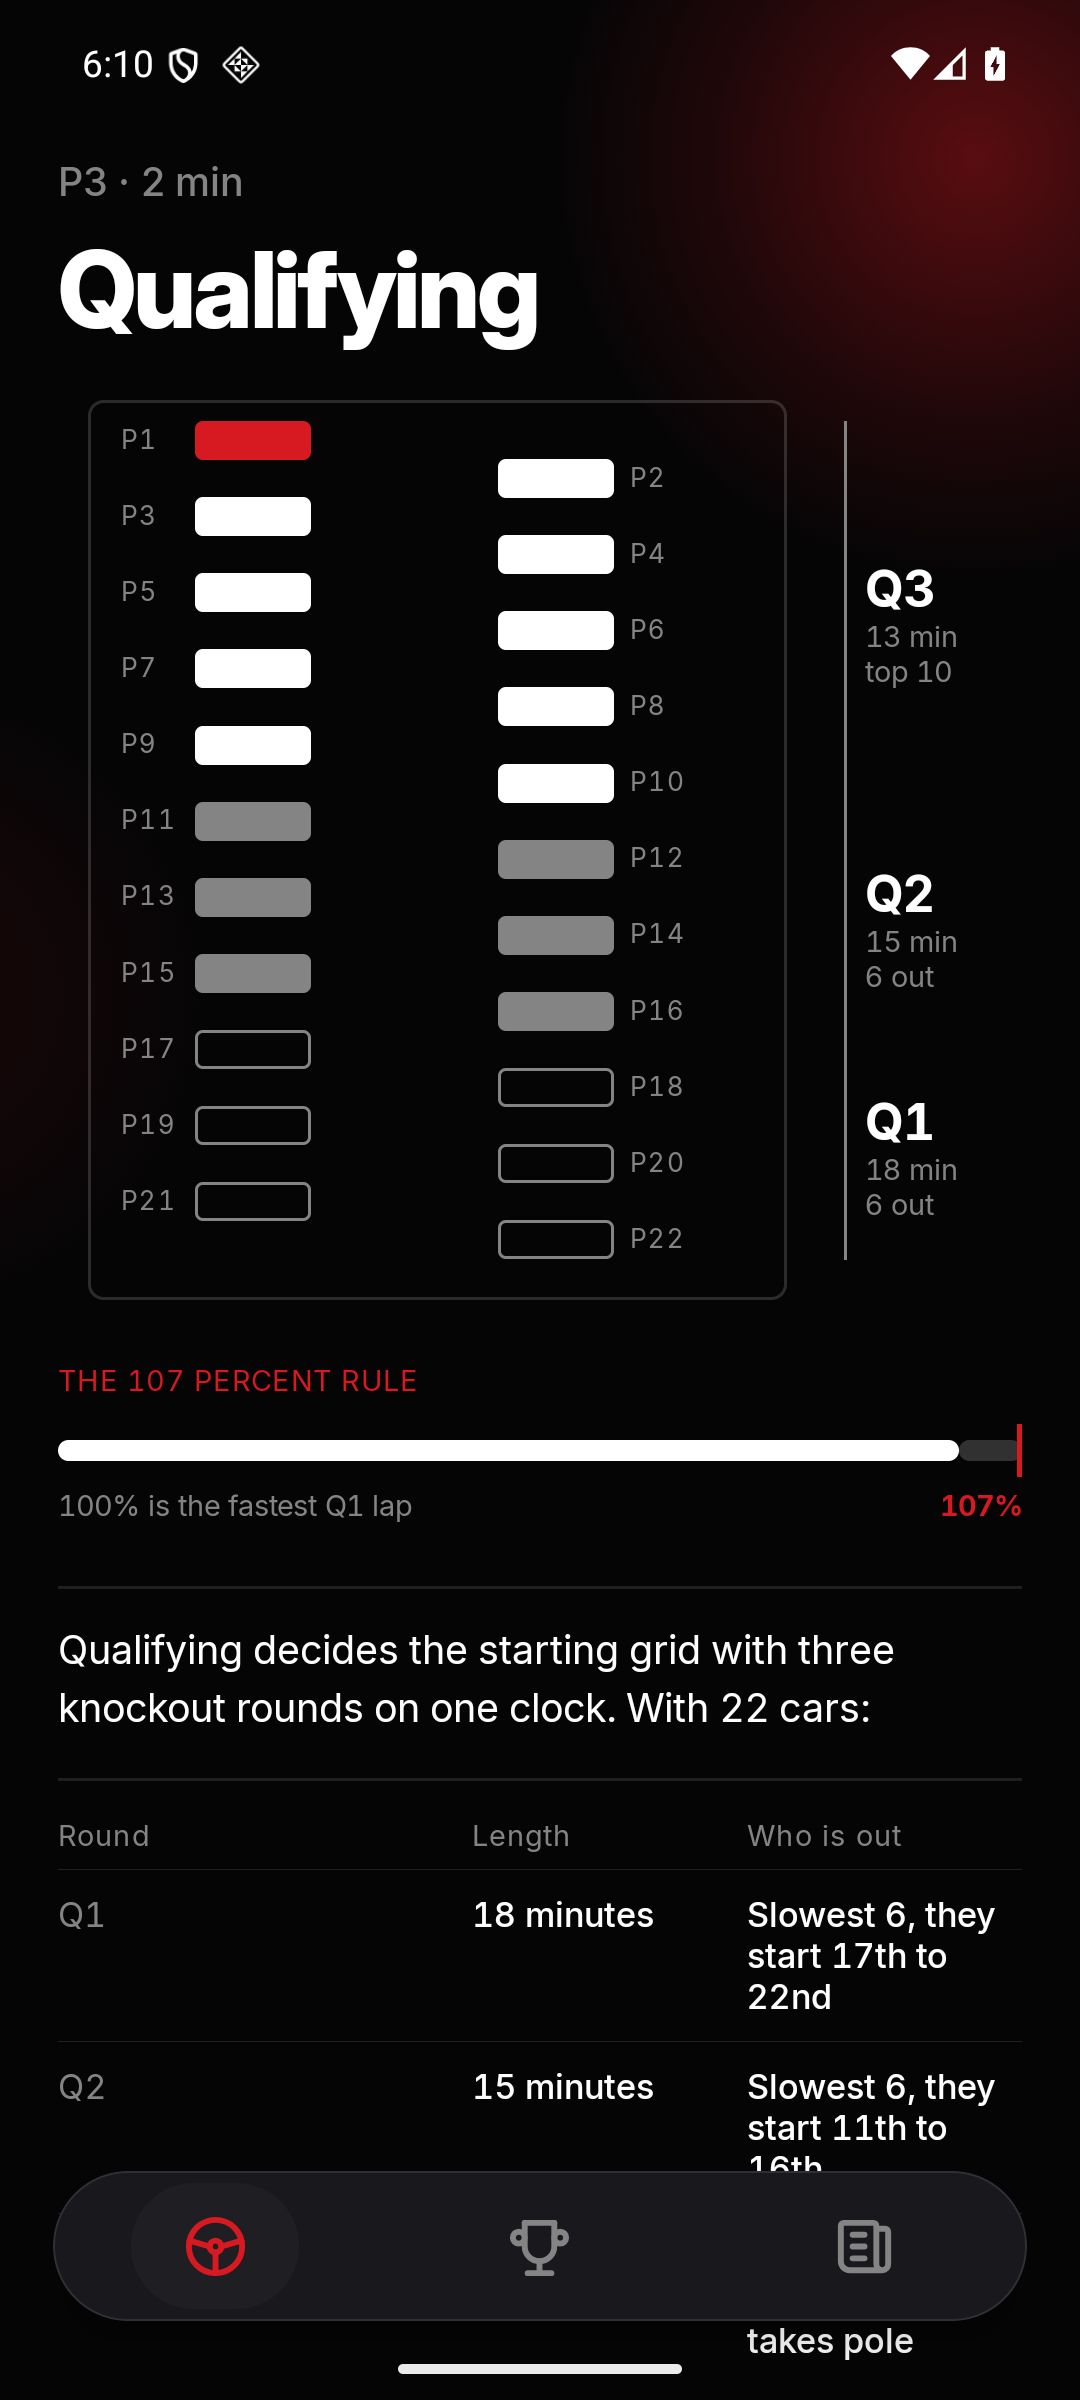 6:10
P3 · 2 min
Qualifying
P1
P2
P3
P4
P5
P6
P7
P8
P9
P10
P11
P12
P13
P14
P15
P16
P17
P18
P19
P20
P21
P22
Q3
13 min
top 10
Q2
15 min
6 out
Q1
18 min
6 out
THE 107 PERCENT RULE
100% is the fastest Q1 lap
107%
Qualifying decides the starting grid with three
knockout rounds on one clock. With 22 cars:
Round Length Who is out
Q1 18 minutes Slowest 6, they
start 17th to
22nd
Q2 15 minutes Slowest 6, they
start 11th to
16th
takes pole